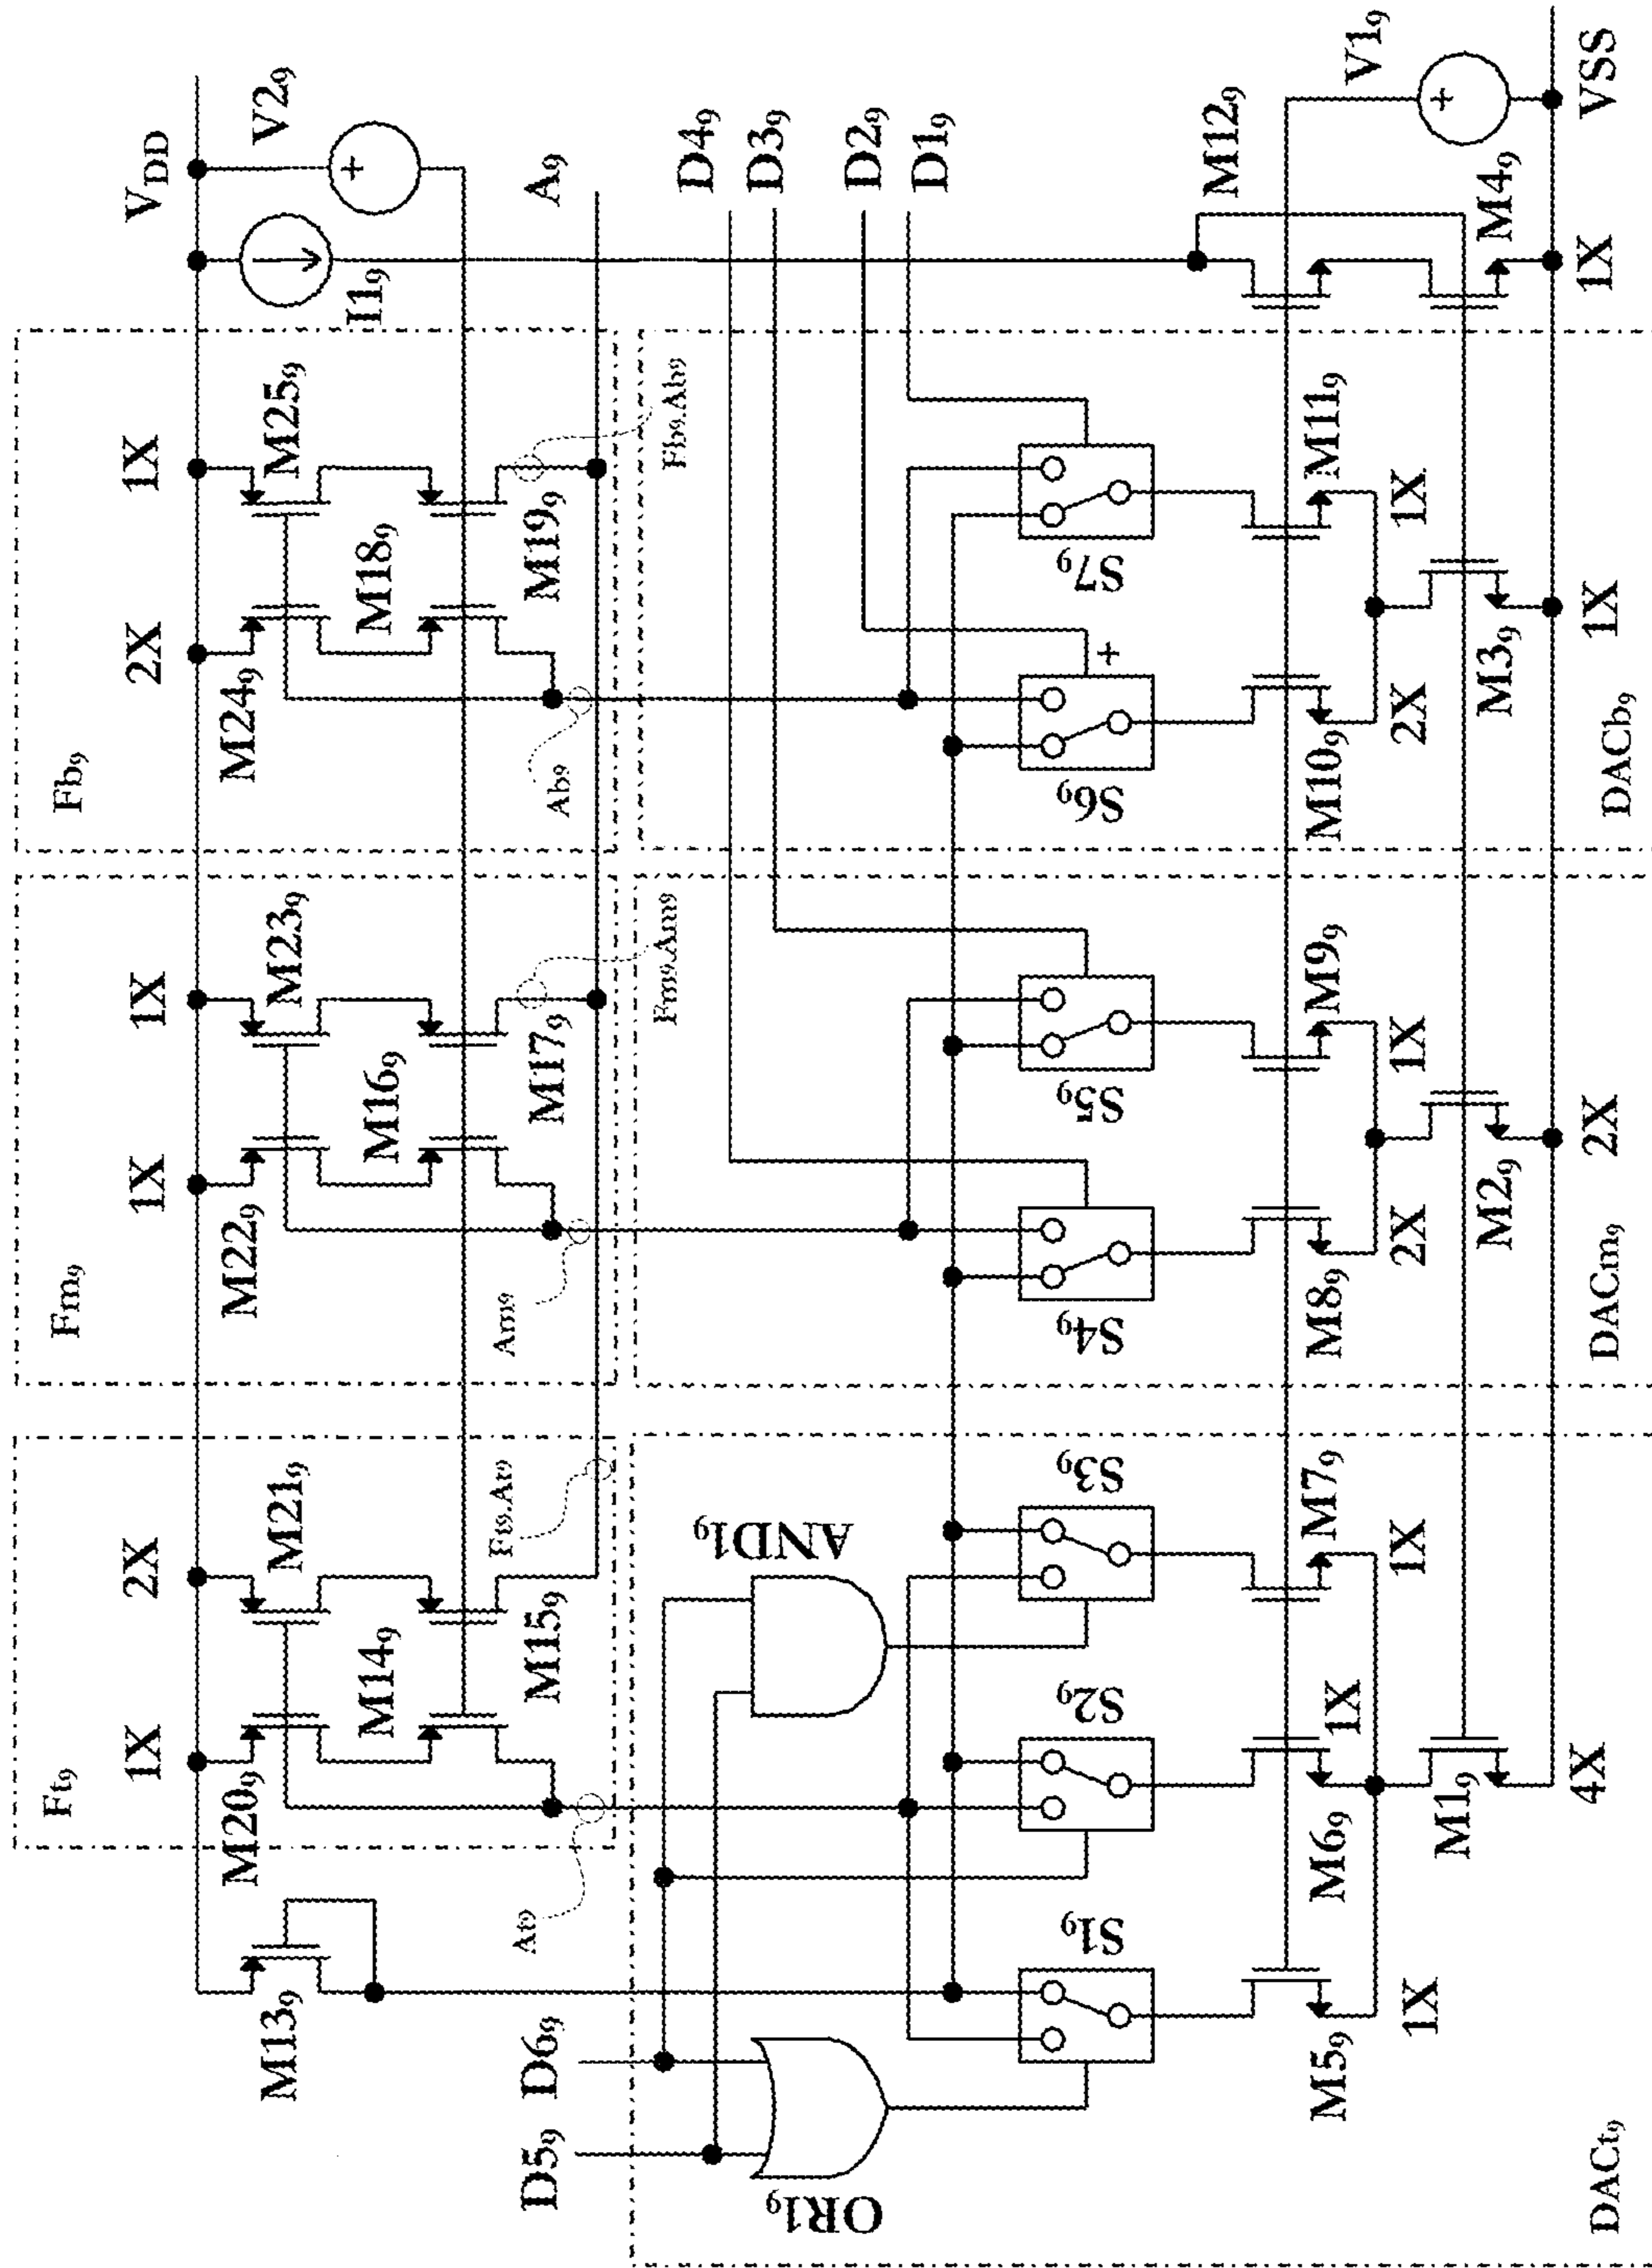 V_DD
V2₉
I1₉
A₉
D4₉
D3₉
D2₉
D1₉
M12₉
V1₉
M4₉
1X
VSS
Fb₉
2X
1X
M24₉
M25₉
M18₉
M19₉
Ab₉
Fb₉.Ab₉
S6₉
+
S7₉
M10₉
M11₉
2X
1X
M3₉
1X
DACb₉
Fm₉
1X
1X
M22₉
M23₉
M16₉
M17₉
Am₉
Fm₉.Am₉
S4₉
S5₉
M8₉
M9₉
2X
1X
M2₉
2X
DACm₉
Ft₉
1X
2X
M20₉
M21₉
M14₉
M15₉
At₉
Ft₉.At₉
M13₉
D5₉
D6₉
OR1₉
AND1₉
S1₉
S2₉
S3₉
M5₉
M6₉
M7₉
1X
1X
1X
M1₉
4X
DACt₉
+
+